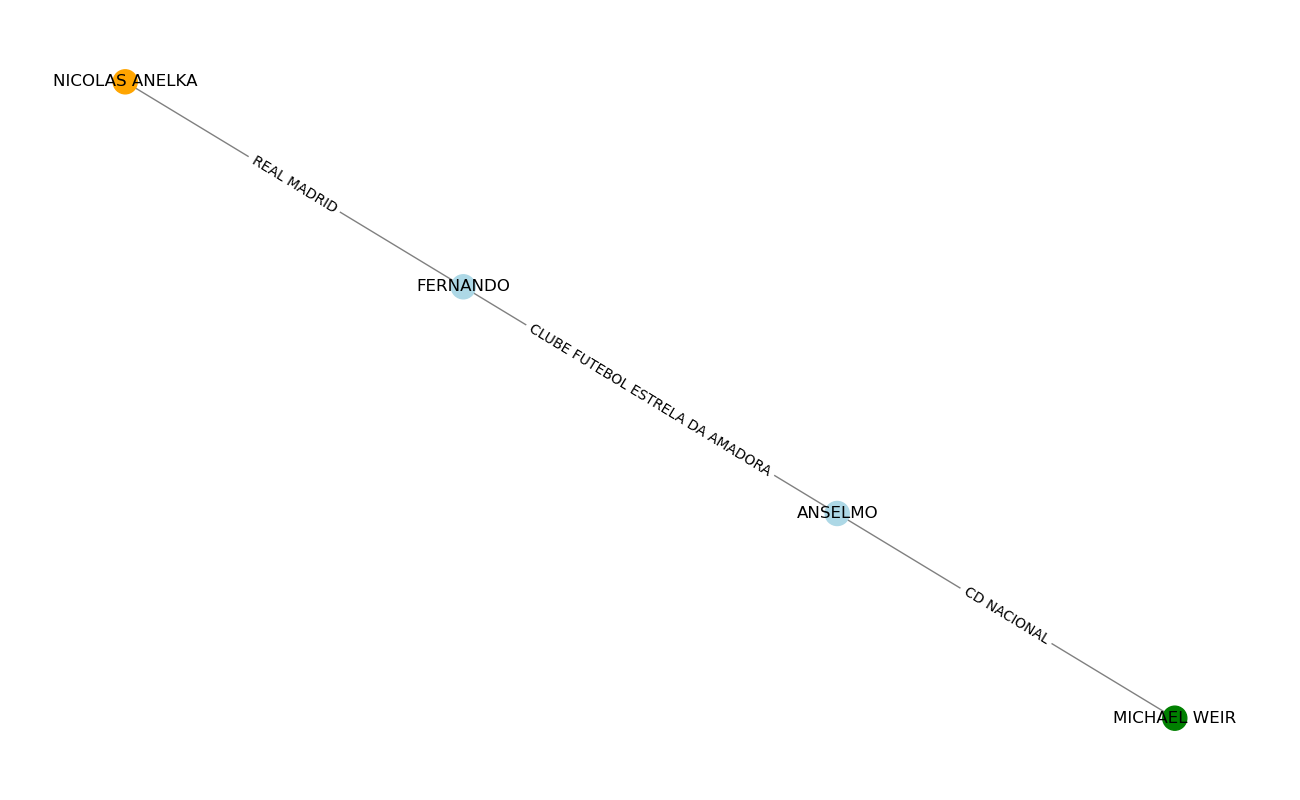 NICOLAS ANELKA
REAL MADRID
FERNANDO
CLUBE FUTEBOL ESTRELA DA AMADORA
ANSELMO
CD NACIONAL
MICHAEL WEIR